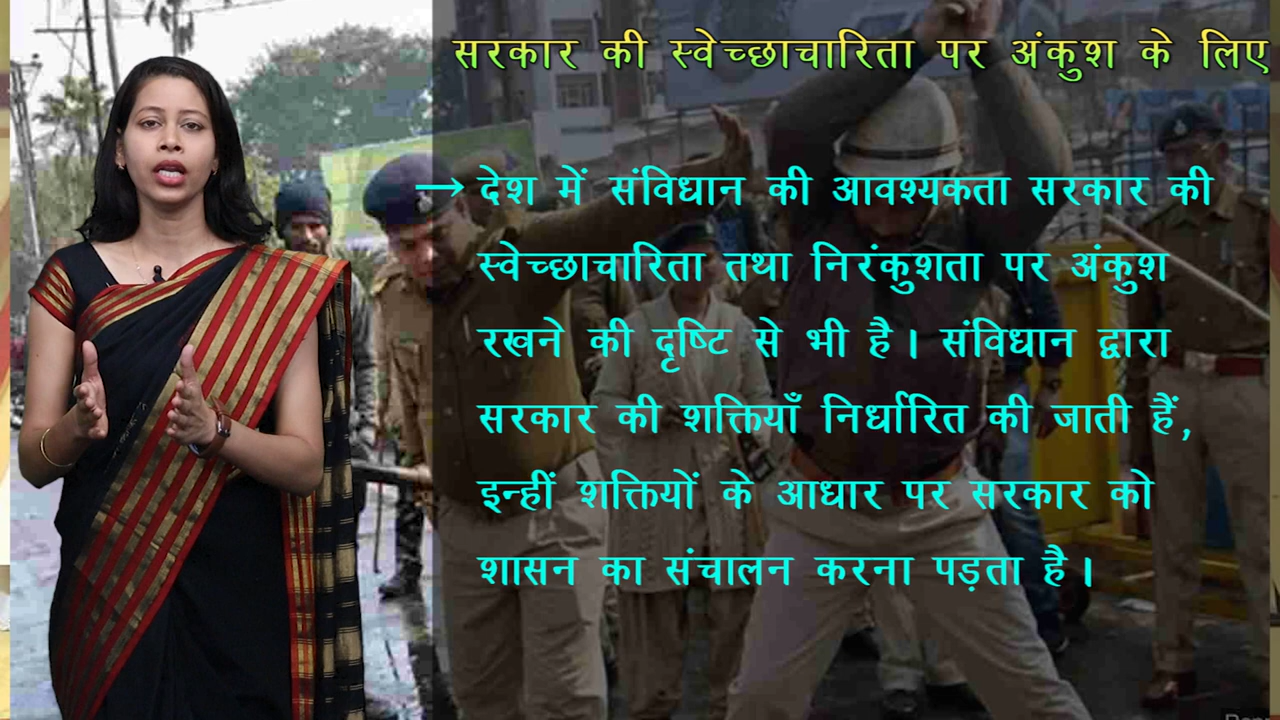 सरकार की स्वेच्छाचारिता पर अंकुश के लिए
→ देश में संविधान की आवश्यकता सरकार की
स्वेच्छाचारिता तथा निरंकुशता पर अंकुश
रखने की दृष्टि से भी है। संविधान द्वारा
सरकार की शक्तियाँ निर्धारित की जाती हैं,
इन्हीं शक्तियों के आधार पर सरकार को
शासन का संचालन करना पड़ता है।